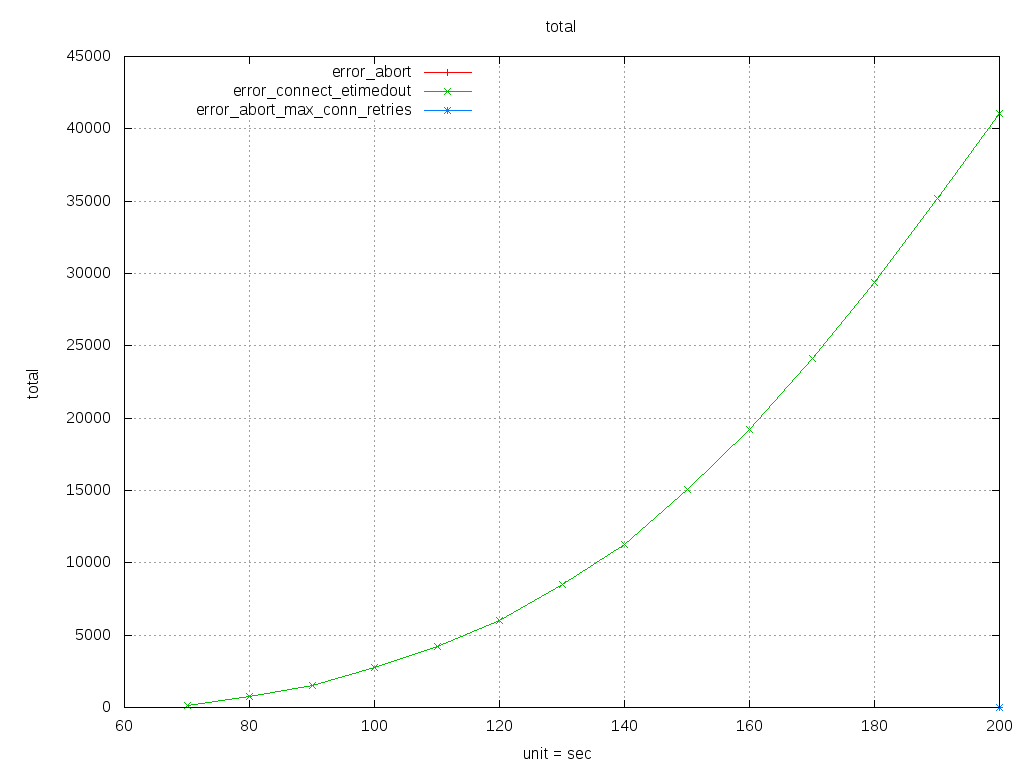 total
45000
40000
35000
30000
25000
20000
15000
10000
5000
0
total
error_abort
error_connect_etimedout
error_abort_max_conn_retries
60 80 100 120 140 160 180 200
unit = sec